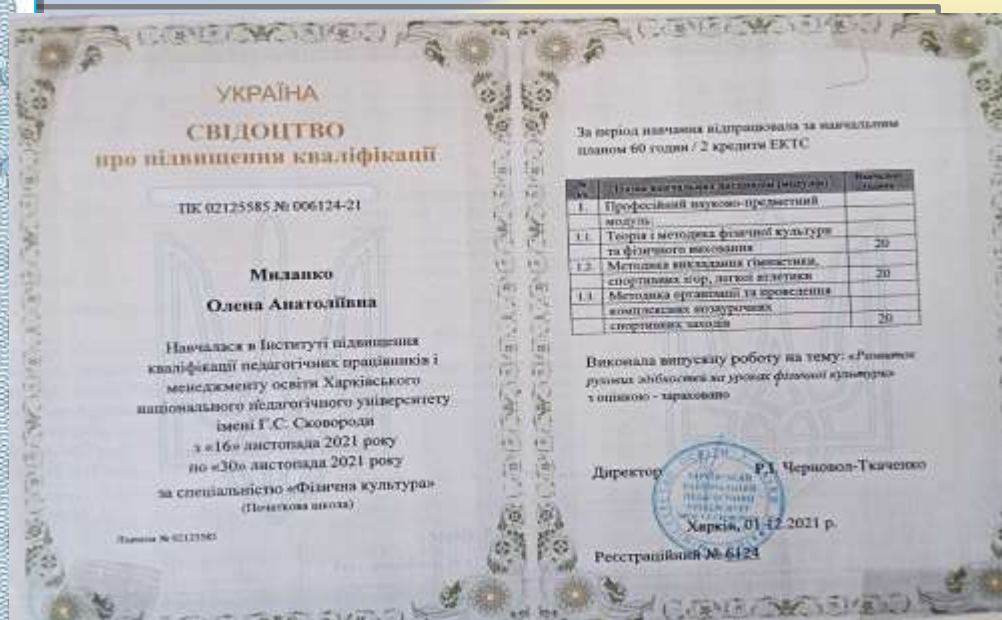 УКРАЇНА
СВІДОЦТВО
про підвищення кваліфікації
ПК 02125585 № 006124-21
Миланко
Олена Анатоліївна
Навчалася в Інституті підвищення
кваліфікації педагогічних працівників і
менеджменту освіти Харківського
національного педагогічного університету
імені Г.С. Сковороди
з «16» листопада 2021 року
по «30» листопада 2021 року
за спеціальністю «Фізична культура»
(Початкова школа)
За період навчання відпрацювала за навчальним
планом 60 годин / 2 кредити ЄКТС
1. Професійний науково-предметний
модуль:
1.1. Теорія і методика фізичної культури
та фізичного виховання 20
1.2. Методика викладання гімнастики,
спортивних ігор, легкої атлетики 20
1.3. Методика організації та проведення
комплексних позаурочних
спортивних заходів 20
Виконала випускну роботу на тему: «Розвиток
рухових здібностей на уроках фізичної культури»
з оцінкою - зараховано
Директор Р.І. Черновол-Ткаченко
Харків, 01.12.2021 р.
Реєстраційний № 6124